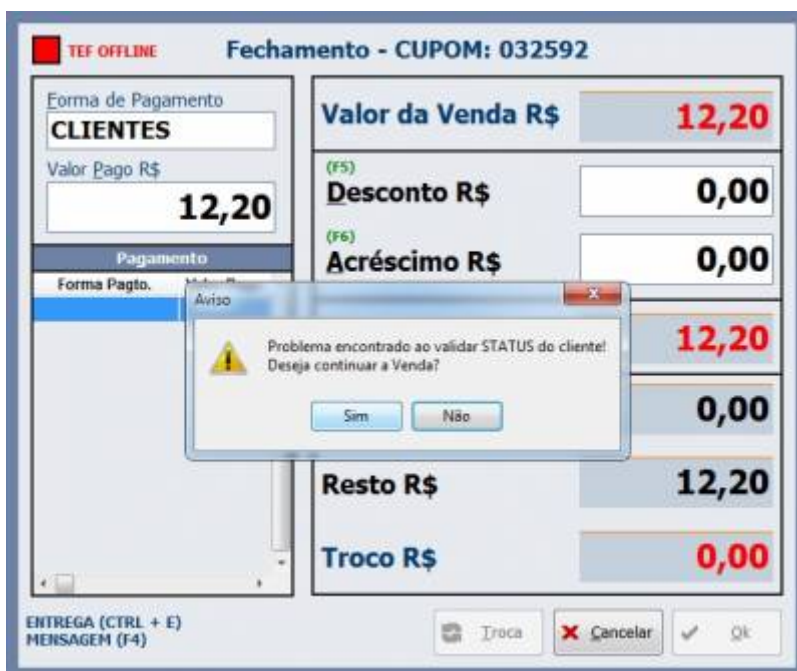 TEF OFFLINE
Fechamento - CUPOM: 032592
Forma de Pagamento
CLIENTES
Valor Pago R$
12,20
Pagamento
Forma Pagto.
Valor da Venda R$ 12,20
(F5)
Desconto R$ 0,00
(F6)
Acréscimo R$ 0,00
Aviso
Problema encontrado ao validar STATUS do cliente!
Deseja continuar a Venda?
Sim Não
12,20
0,00
Resto R$ 12,20
Troco R$ 0,00
ENTREGA (CTRL + E)
MENSAGEM (F4)
Troca Cancelar Ok